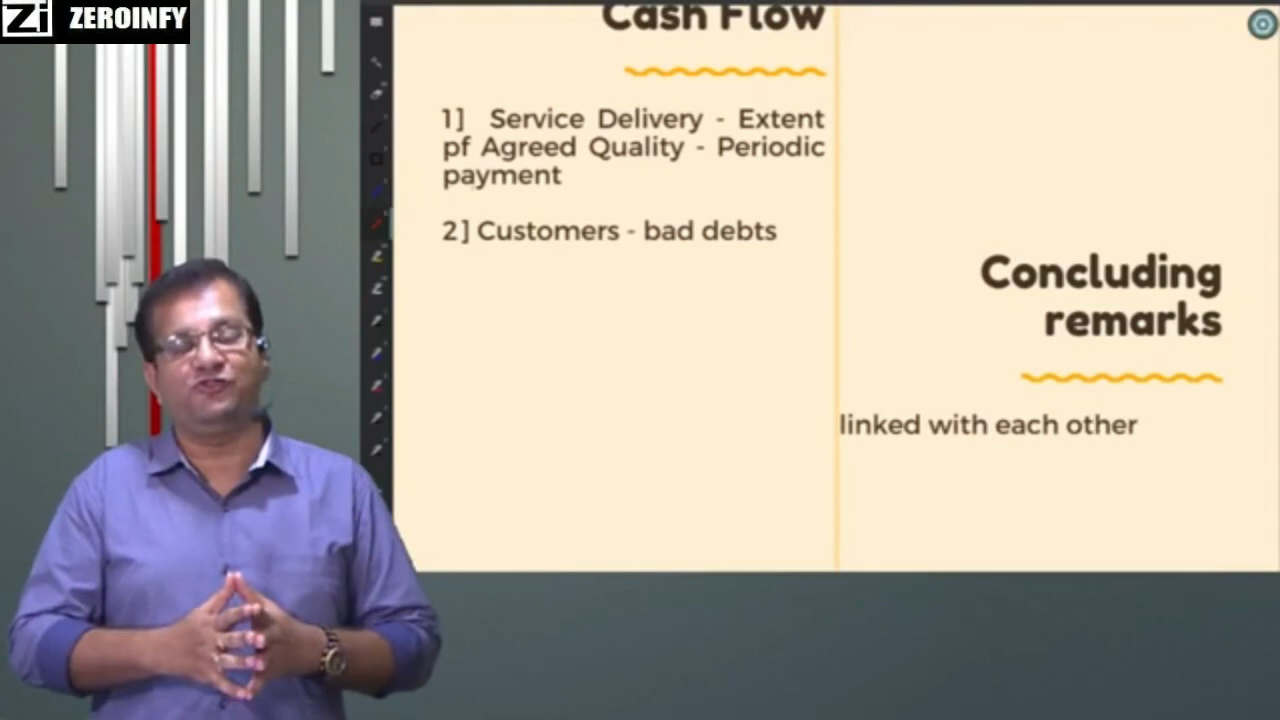 Zi ZEROINFY
Cash Flow
1] Service Delivery - Extent
pf Agreed Quality - Periodic
payment
2] Customers - bad debts
Concluding
remarks
linked with each other